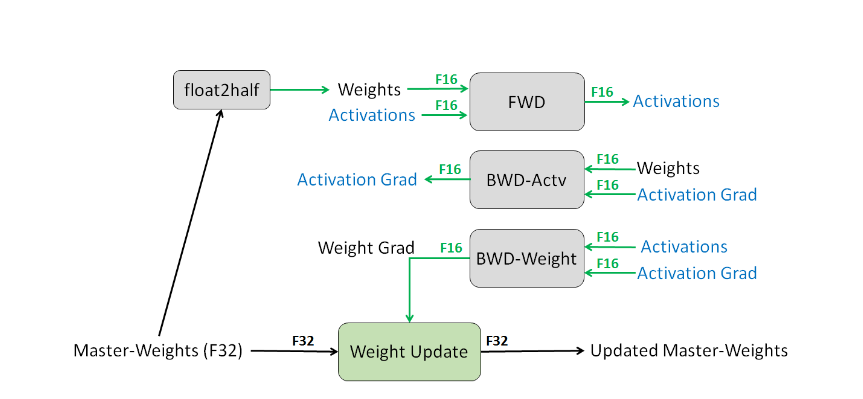 float2half
Weights
F16
Activations
F16
FWD
F16
Activations
Activation Grad
F16
BWD-Actv
F16
Weights
F16
Activation Grad
Weight Grad
F16
BWD-Weight
F16
Activations
F16
Activation Grad
Master-Weights (F32)
F32
Weight Update
F32
Updated Master-Weights